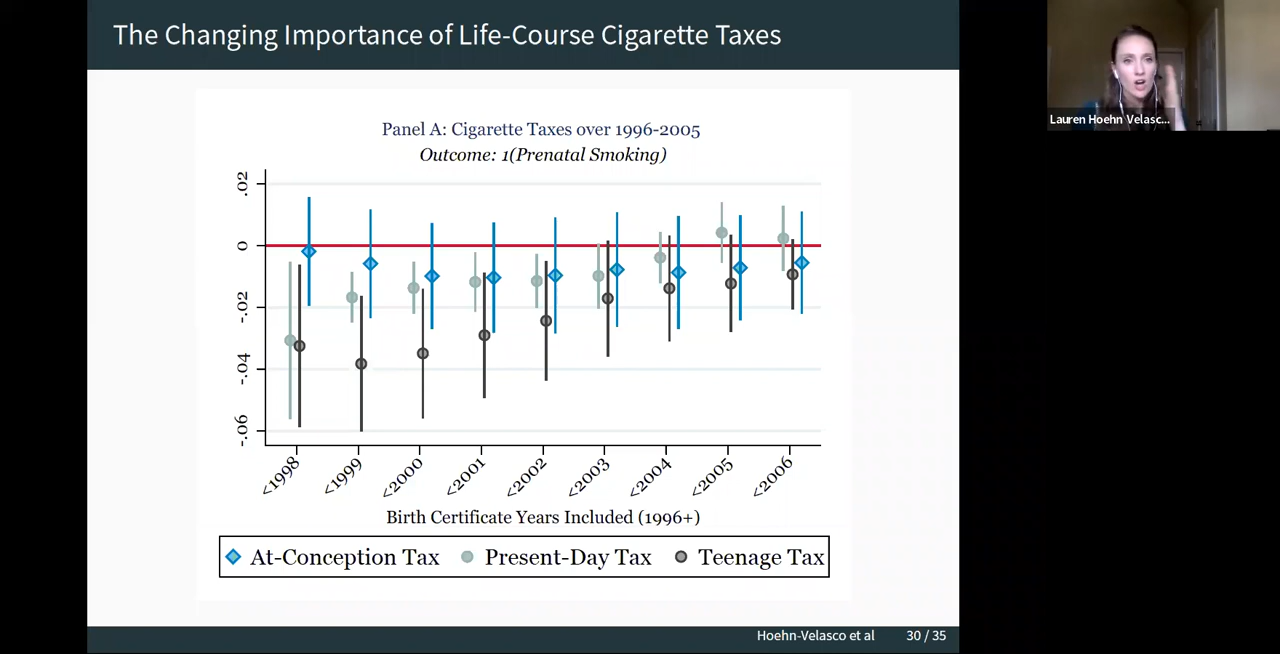 The Changing Importance of Life-Course Cigarette Taxes
Lauren Hoehn Velasc...
Panel A: Cigarette Taxes over 1996-2005
Outcome: 1(Prenatal Smoking)
.02
0
-.02
-.04
-.06
<1998
<1999
<2000
<2001
<2002
<2003
<2004
<2005
<2006
Birth Certificate Years Included (1996+)
At-Conception Tax
Present-Day Tax
Teenage Tax
Hoehn-Velasco et al
30 / 35